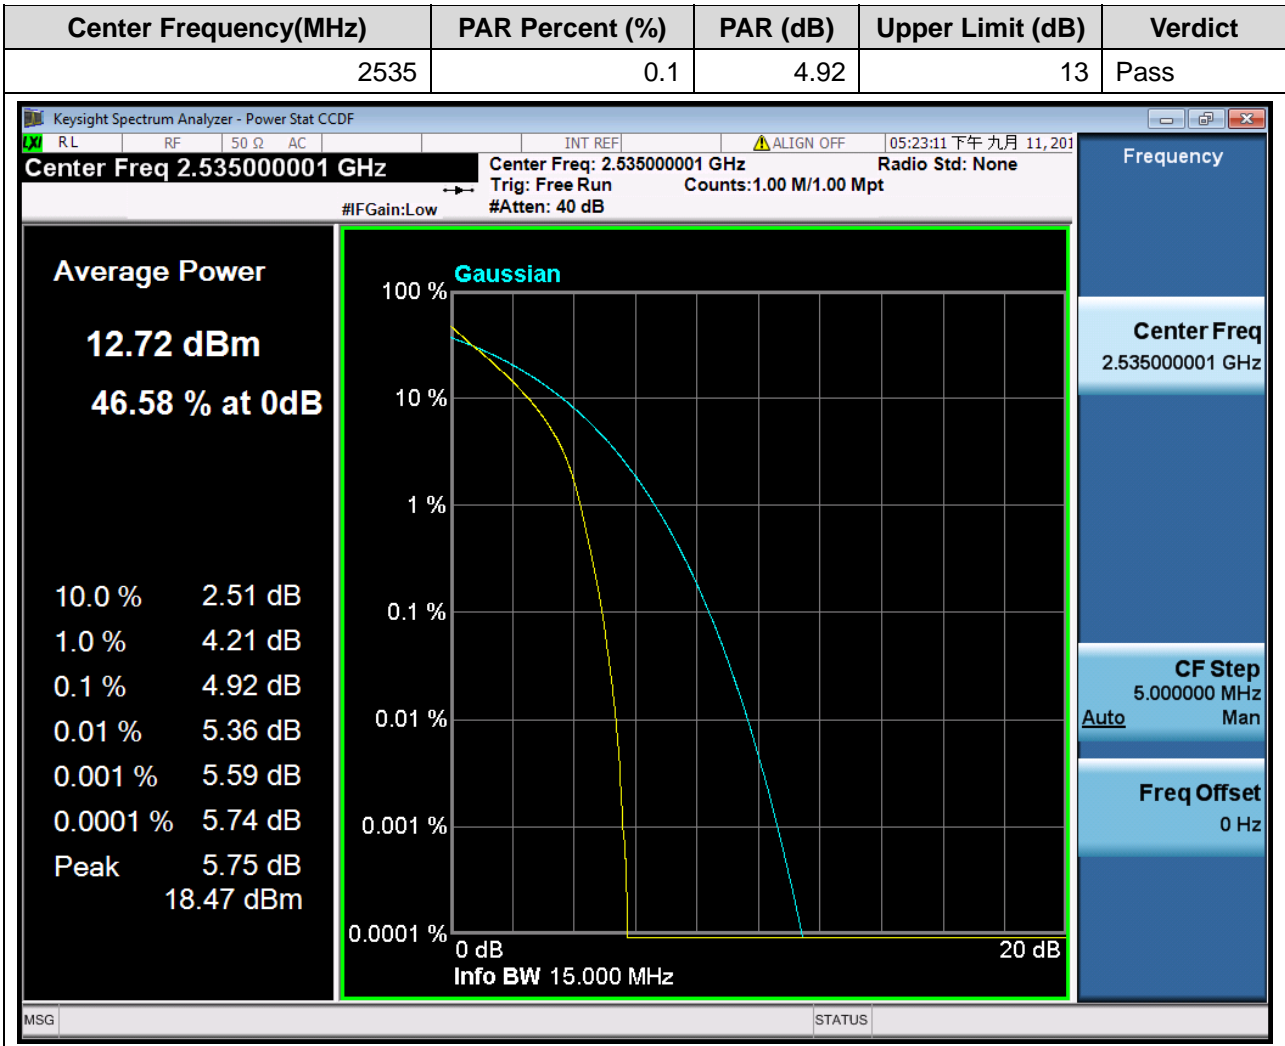 Center Frequency(MHz) PAR Percent (%) PAR (dB) Upper Limit (dB) Verdict
2535 0.1 4.92 13 Pass
Keysight Spectrum Analyzer - Power Stat CCDF
LXI RL RF 50 Ω AC INT REF ALIGN OFF 05:23:11 下午 九月 11, 201
Center Freq 2.535000001 GHz
Center Freq: 2.535000001 GHz Radio Std: None
Trig: Free Run Counts:1.00 M/1.00 Mpt
#IFGain:Low #Atten: 40 dB
Frequency
Average Power
12.72 dBm
46.58 % at 0dB
10.0 % 2.51 dB
1.0 % 4.21 dB
0.1 % 4.92 dB
0.01 % 5.36 dB
0.001 % 5.59 dB
0.0001 % 5.74 dB
Peak 5.75 dB
18.47 dBm
Gaussian
100 %
10 %
1 %
0.1 %
0.01 %
0.001 %
0.0001 %
0 dB 20 dB
Info BW 15.000 MHz
Center Freq
2.535000001 GHz
CF Step
5.000000 MHz
Auto Man
Freq Offset
0 Hz
MSG STATUS